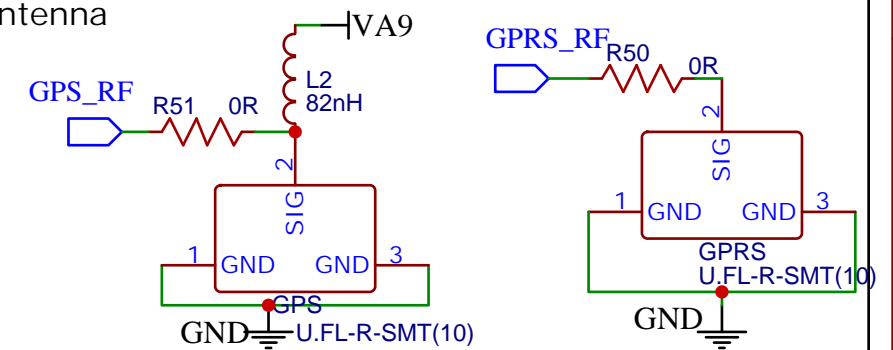 ntenna
VA9
L2
82nH
GPS_RF
R51
0R
2
SIG
1
GND
GND
3
GPS
GND
U.FL-R-SMT(10)
GPRS_RF
R50
0R
2
SIG
1
GND
GND
3
GPRS
U.FL-R-SMT(10)
GND